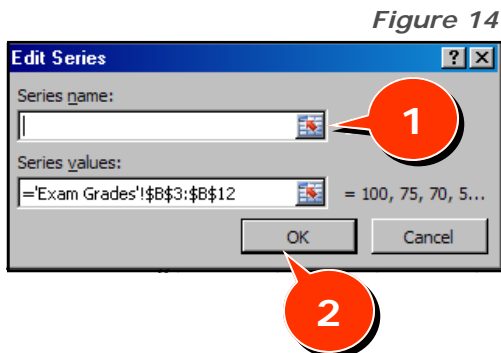 Figure 14
Edit Series
Series name:
1
Series values:
='Exam Grades'!$B$3:$B$12 = 100, 75, 70, 5...
OK Cancel
2